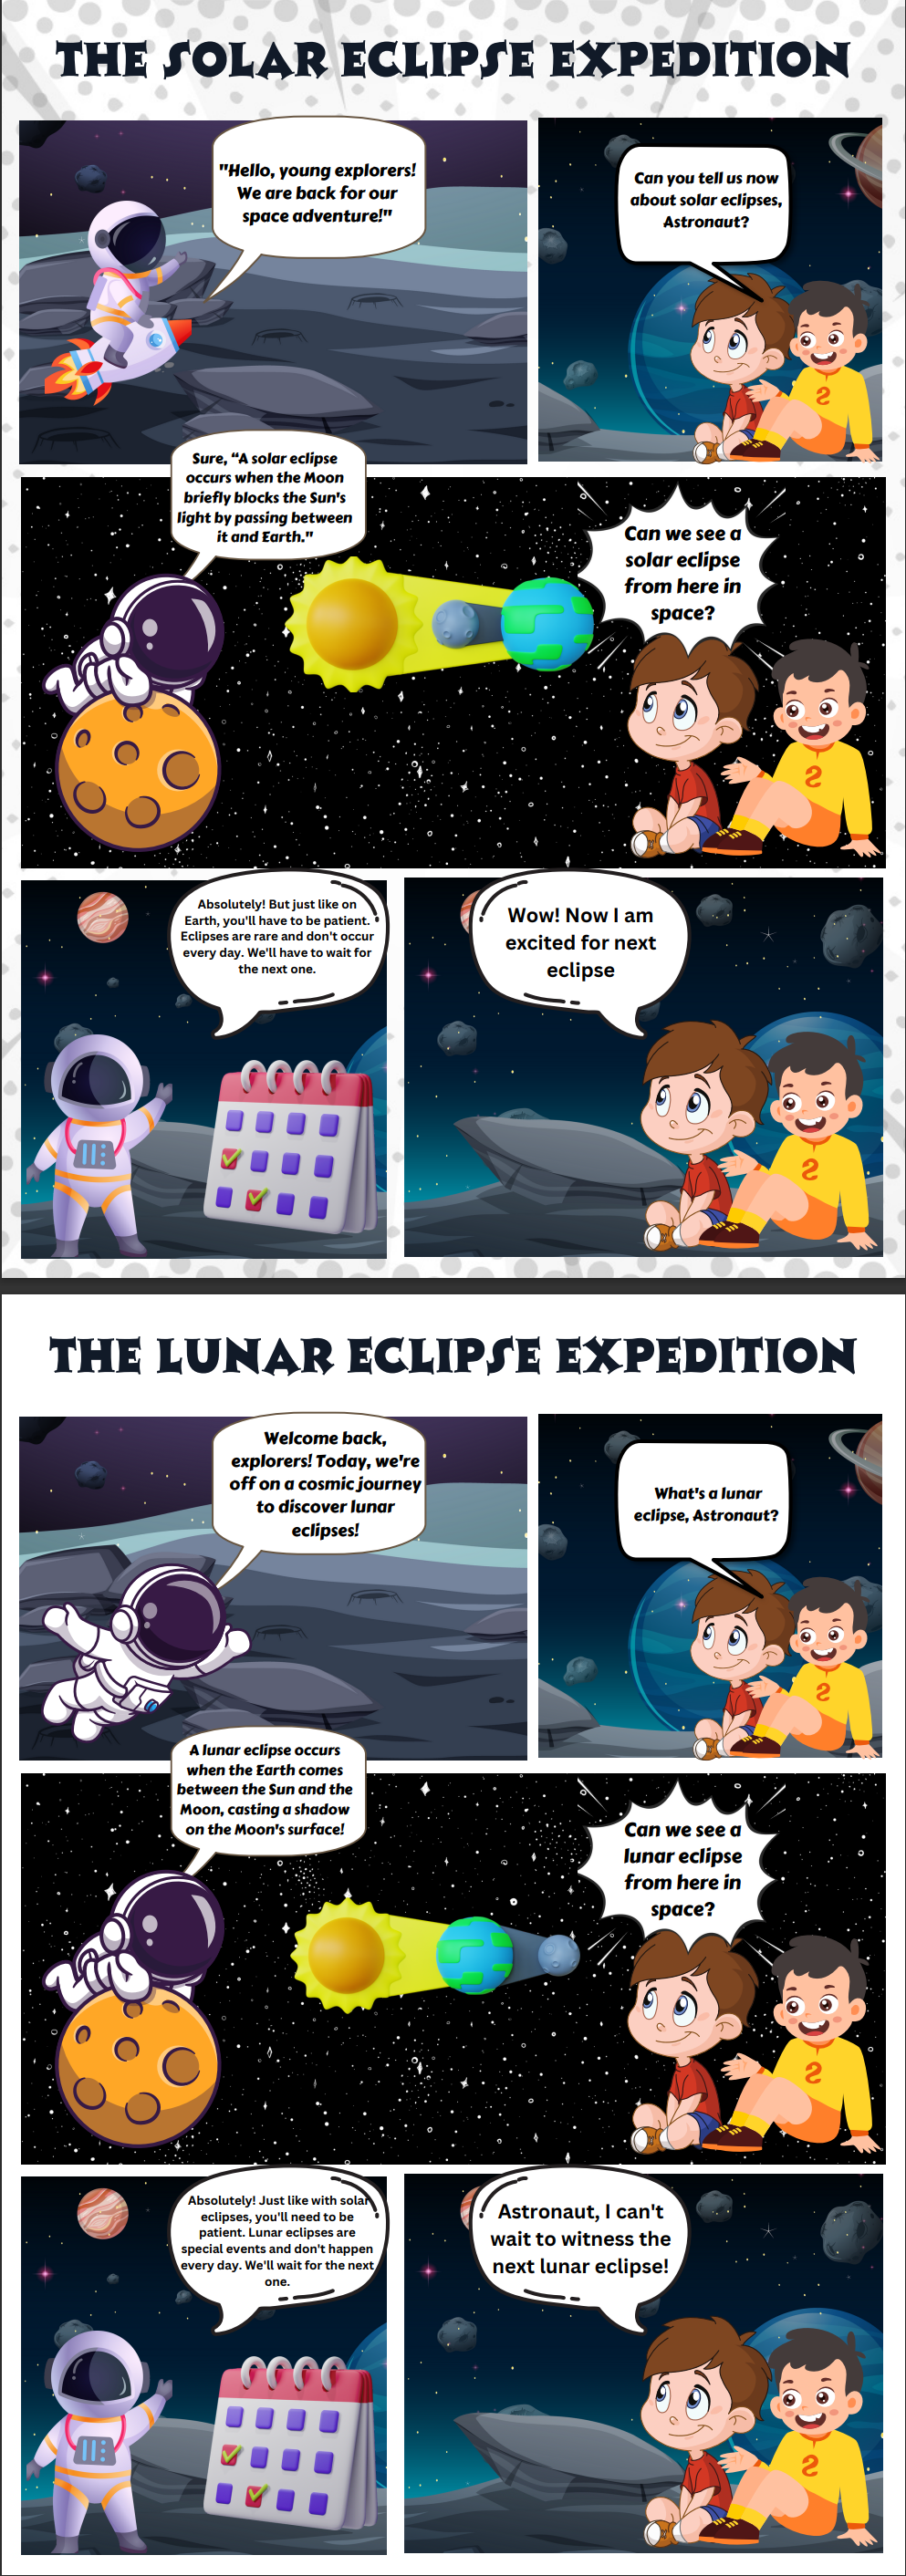 THE SOLAR ECLIPSE EXPEDITION
"Hello, young explorers!
We are back for our
space adventure!"
Can you tell us now
about solar eclipses,
Astronaut?
Sure, “A solar eclipse
occurs when the Moon
briefly blocks the Sun's
light by passing between
it and Earth."
Can we see a
solar eclipse
from here in
space?
Absolutely! But just like on
Earth, you'll have to be patient.
Eclipses are rare and don't occur
every day. We'll have to wait for
the next one.
Wow! Now I am
excited for next
eclipse
THE LUNAR ECLIPSE EXPEDITION
Welcome back,
explorers! Today, we're
off on a cosmic journey
to discover lunar
eclipses!
What's a lunar
eclipse, Astronaut?
A lunar eclipse occurs
when the Earth comes
between the Sun and the
Moon, casting a shadow
on the Moon's surface!
Can we see a
lunar eclipse
from here in
space?
Absolutely! Just like with solar
eclipses, you'll need to be
patient. Lunar eclipses are
special events and don't happen
every day. We'll wait for the next
one.
Astronaut, I can't
wait to witness the
next lunar eclipse!